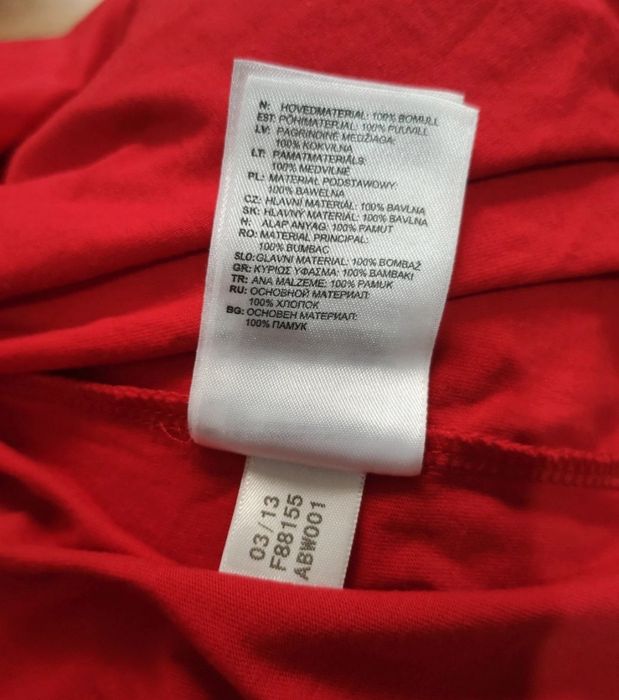 N: HOVEDMATERIAL: 100% BOMULL
EST: PÕHIMATERJAL: 100% PUUVILL
LV: PAGRINDINĖ MEDŽIAGA:
100% KOKVILNA
LT: PAMATMATERIĀLS:
100% MEDVILNĖ
PL: MATERIAŁ PODSTAWOWY:
100% BAWEŁNA
CZ: HLAVNÍ MATERIÁL: 100% BAVLNA
SK: HLAVNÝ MATERIÁL: 100% BAVLNA
H: ALAP ANYAG: 100% PAMUT
RO: MATERIAL PRINCIPAL:
100% BUMBAC
SLO: GLAVNI MATERIAL: 100% BOMBAŽ
GR: ΚΥΡΙΩΣ ΥΦΑΣΜΑ: 100% ΒΑΜΒΑΚΙ
TR: ANA MALZEME: 100% PAMUK
RU: ОСНОВНОЙ МАТЕРИАЛ:
100% ХЛОПОК
BG: ОСНОВЕН МАТЕРИАЛ:
100% ПАМУК
03/13
F88155
ABW001